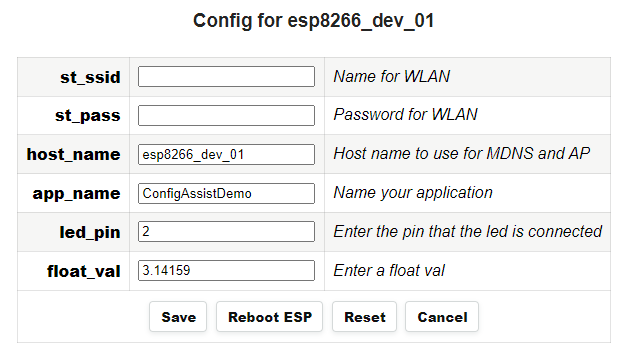 Config for esp8266_dev_01
st_ssid Name for WLAN
st_pass Password for WLAN
host_name esp8266_dev_01 Host name to use for MDNS and AP
app_name ConfigAssistDemo Name your application
led_pin 2 Enter the pin that the led is connected
float_val 3.14159 Enter a float val
Save Reboot ESP Reset Cancel